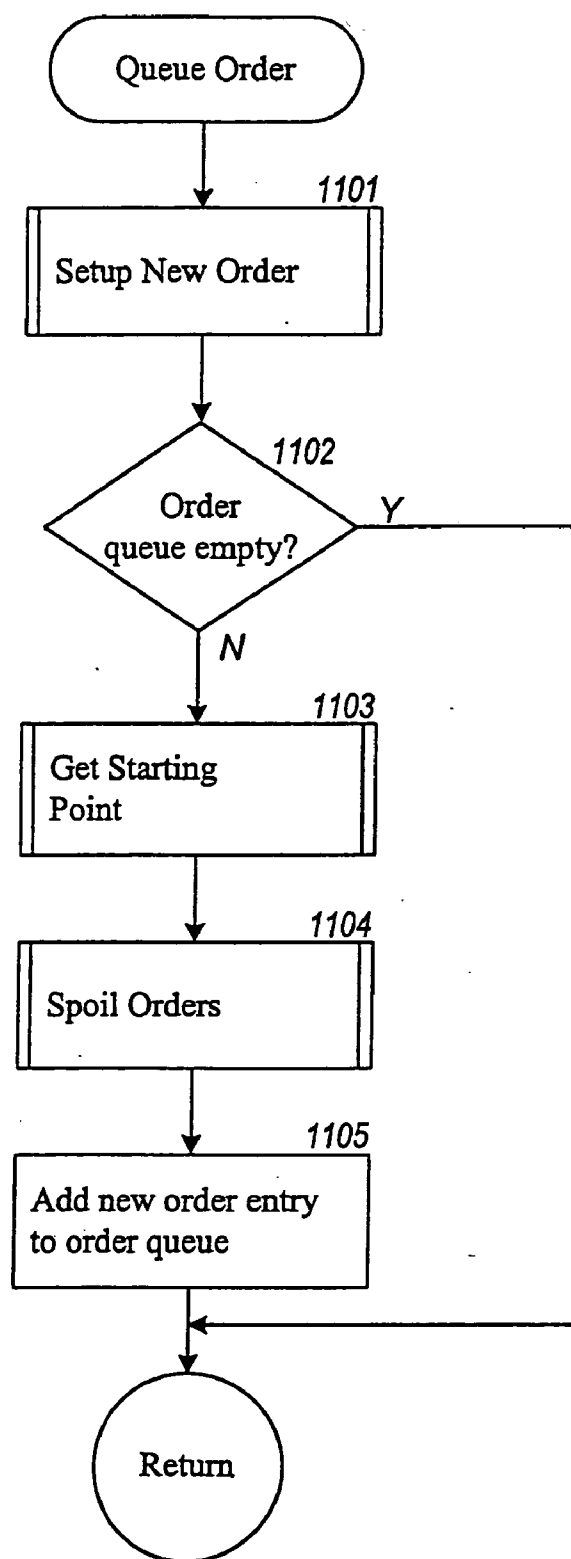 Queue Order
1101
Setup New Order
1102
Order
queue empty?
Y
N
1103
Get Starting
Point
1104
Spoil Orders
1105
Add new order entry
to order queue
Return